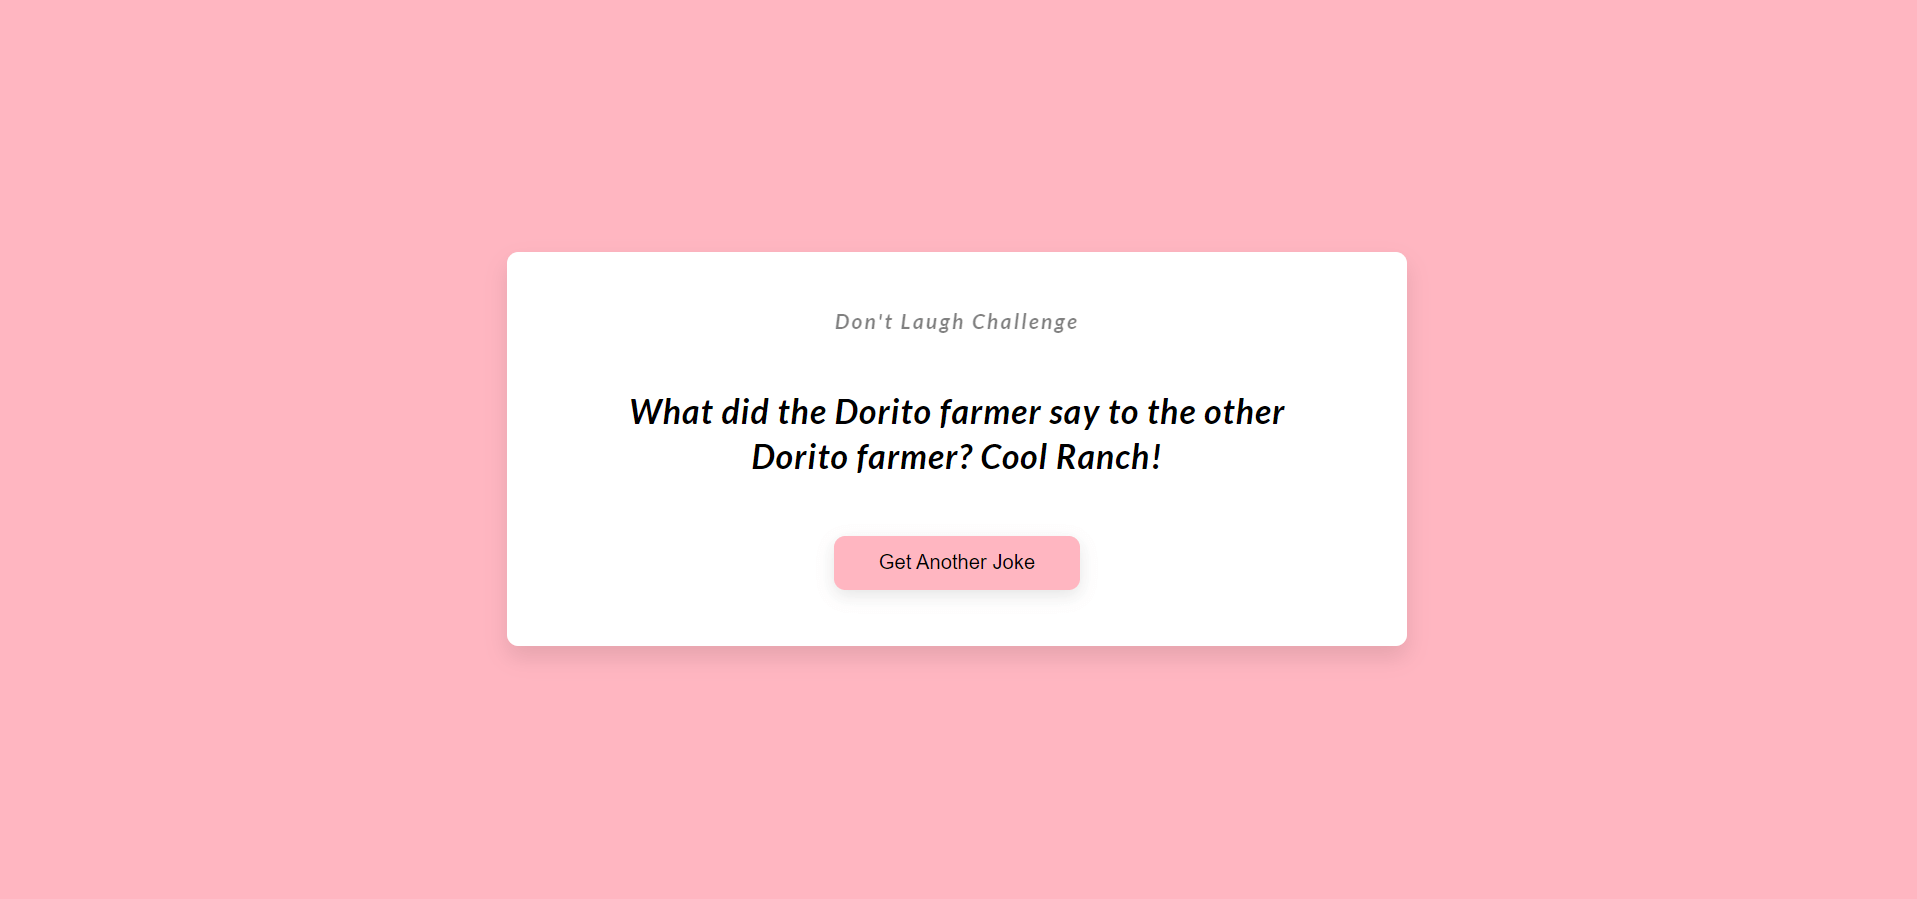 Don't Laugh Challenge
What did the Dorito farmer say to the other
Dorito farmer? Cool Ranch!
Get Another Joke